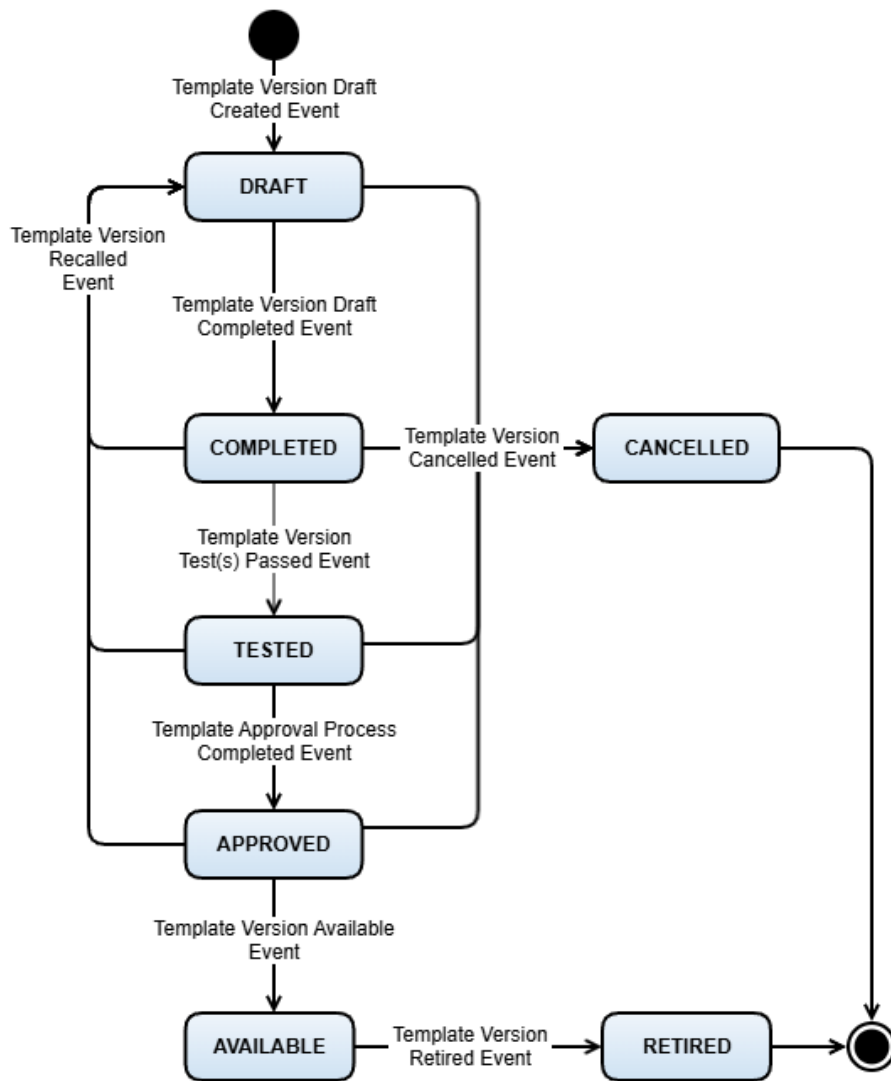 Template Version Draft
Created Event
DRAFT
Template Version
Recalled
Event
Template Version Draft
Completed Event
COMPLETED
Template Version
Cancelled Event
CANCELLED
Template Version
Test(s) Passed Event
TESTED
Template Approval Process
Completed Event
APPROVED
Template Version Available
Event
AVAILABLE
Template Version
Retired Event
RETIRED